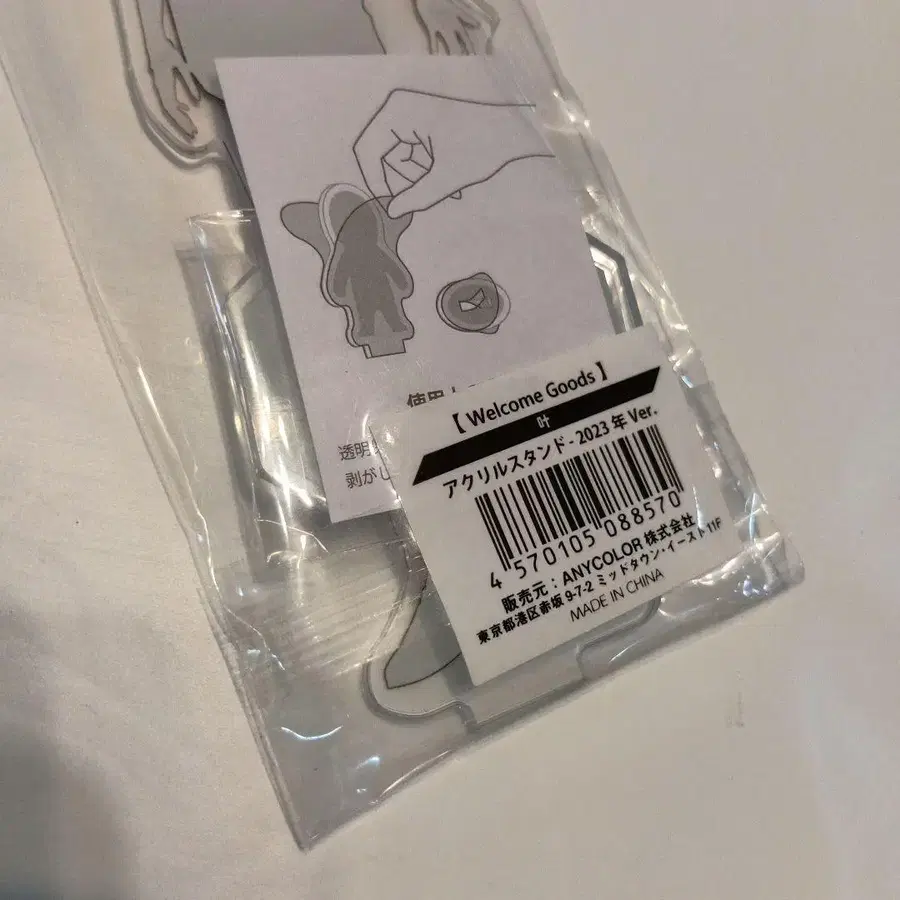 使用
透明
剥がし
【 Welcome Goods 】
叶
アクリルスタンド - 2023 年 Ver.
4 570105 088570
販売元：ANYCOLOR 株式会社
東京都港区赤坂 9-7-2 ミッドタウン・イースト 11F
MADE IN CHINA